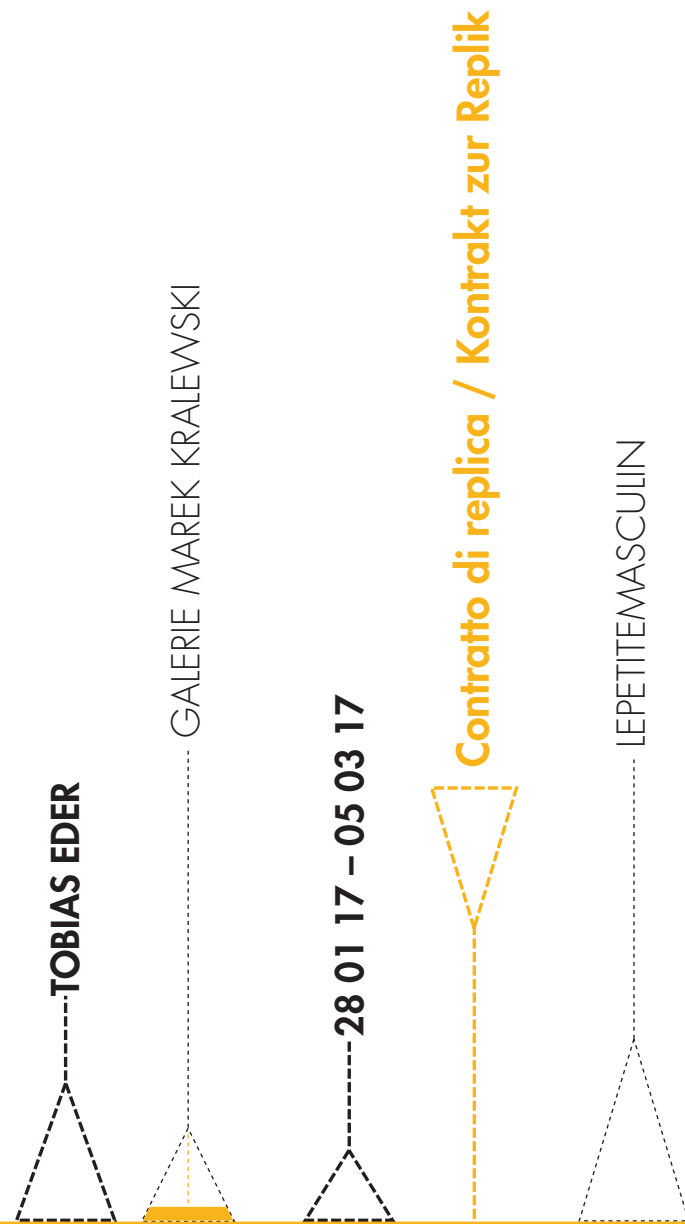 TOBIAS EDER
GALERIE MAREK KRALEWSKI
28 01 17 – 05 03 17
Contratto di replica / Kontrakt zur Replik
LEPETITEMASCULIN